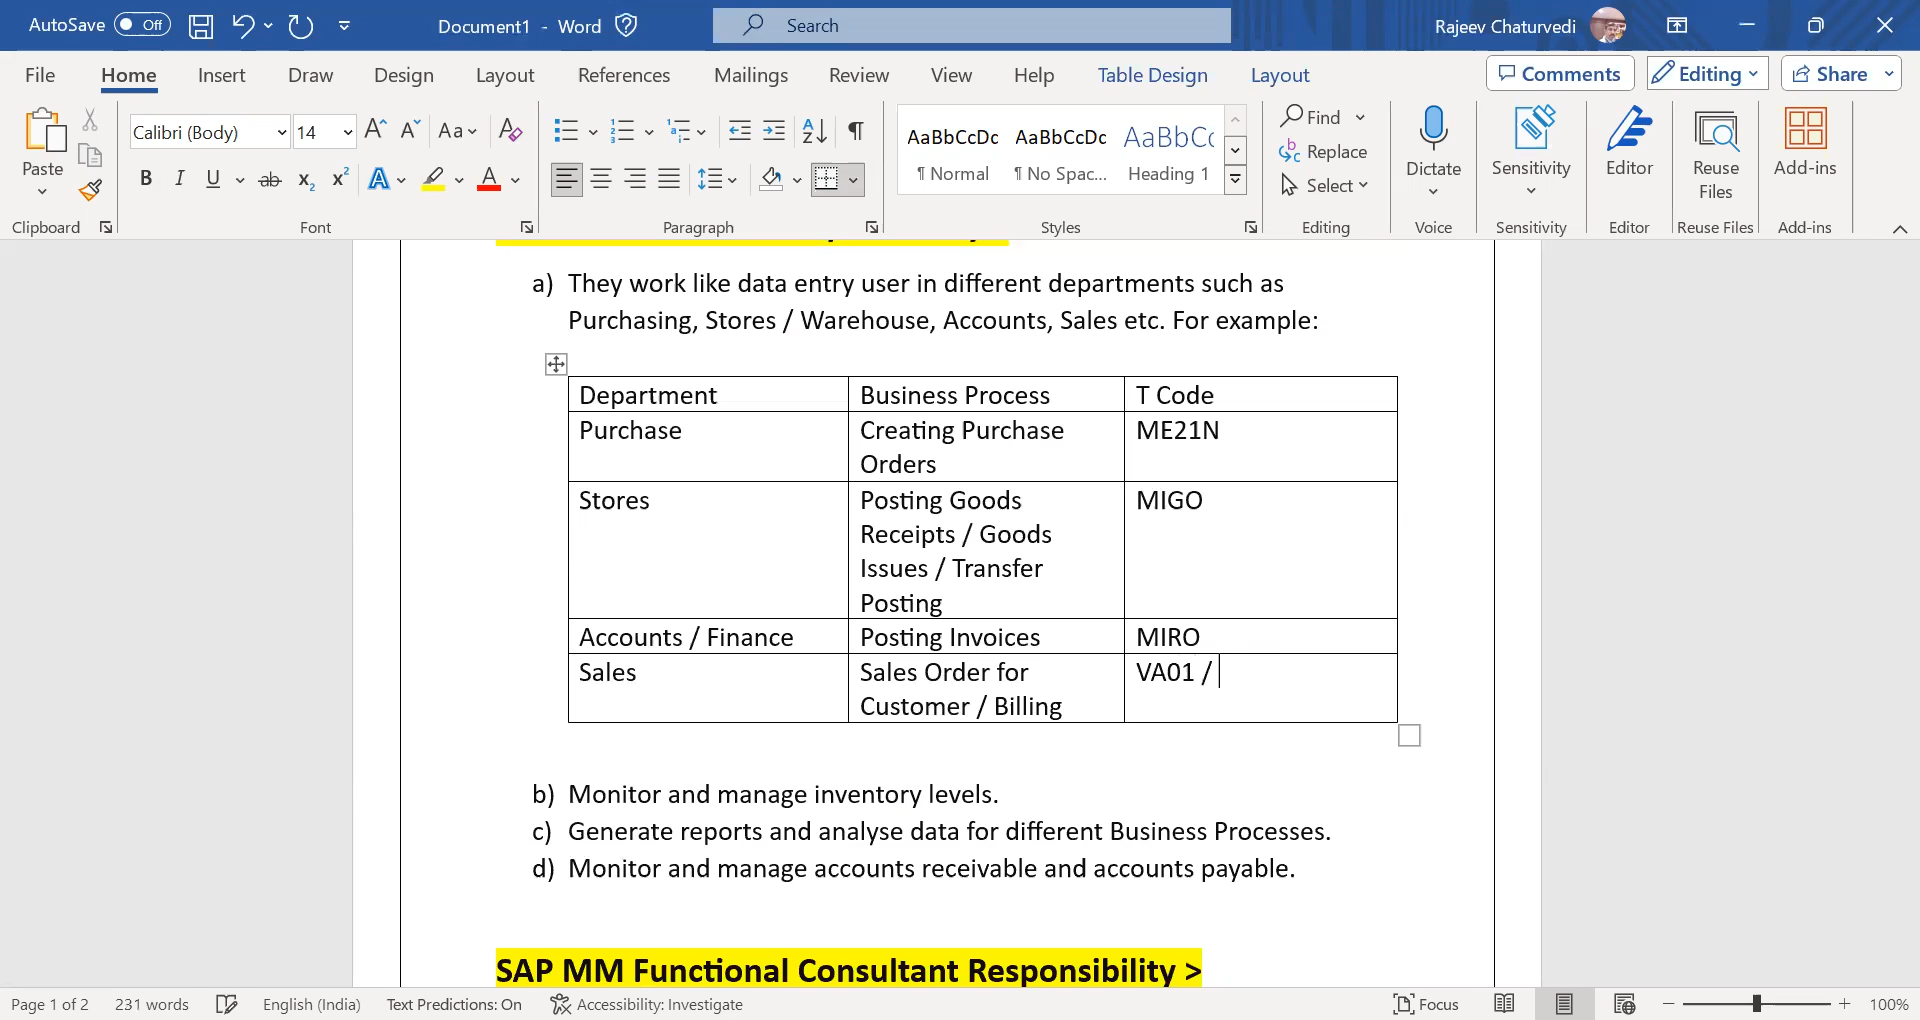 AutoSave Off Document1 - Word Search Rajeev Chaturvedi
File Home Insert Draw Design Layout References Mailings Review View Help Table Design Layout Comments Editing Share
Calibri (Body) 14 Aa AaBbCcDc AaBbCcDc AaBbCc Find
Paste Replace Dictate Sensitivity Editor Reuse Files Add-ins
B I U ab x₂ x² A A ¶ Normal ¶ No Spac... Heading 1 Select
Clipboard Font Paragraph Styles Editing Voice Sensitivity Editor Reuse Files Add-ins
a) They work like data entry user in different departments such as
Purchasing, Stores / Warehouse, Accounts, Sales etc. For example:
Department Business Process T Code
Purchase Creating Purchase ME21N
Orders
Stores Posting Goods MIGO
Receipts / Goods
Issues / Transfer
Posting
Accounts / Finance Posting Invoices MIRO
Sales Sales Order for VA01 /
Customer / Billing
b) Monitor and manage inventory levels.
c) Generate reports and analyse data for different Business Processes.
d) Monitor and manage accounts receivable and accounts payable.
SAP MM Functional Consultant Responsibility >
Page 1 of 2 231 words English (India) Text Predictions: On Accessibility: Investigate Focus 100%